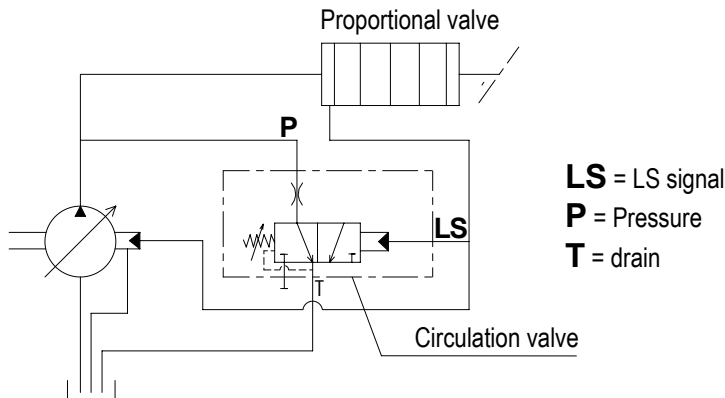 Proportional valve
P
LS
T
Circulation valve
LS = LS signal
P = Pressure
T = drain